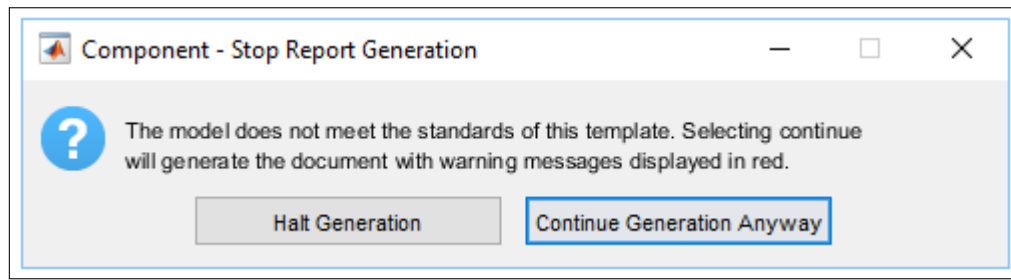 Component - Stop Report Generation
The model does not meet the standards of this template. Selecting continue
will generate the document with warning messages displayed in red.
Halt Generation
Continue Generation Anyway